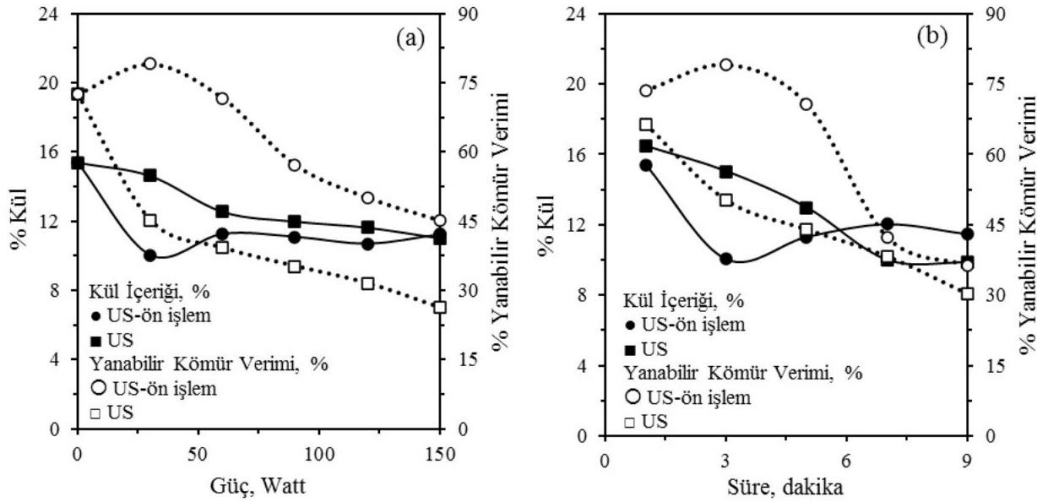 24
20
16
12
8
4
0
% Kül
(a)
90
75
60
45
30
15
0
% Yanabilir Kömür Verimi
Kül İçeriği, %
US-ön işlem
US
Yanabilir Kömür Verimi, %
US-ön işlem
US
0 50 100 150
Güç, Watt
24
20
16
12
8
4
0
% Kül
(b)
90
75
60
45
30
15
0
% Yanabilir Kömür Verimi
Kül İçeriği, %
US-ön işlem
US
Yanabilir Kömür Verimi, %
US-ön işlem
US
0 3 6 9
Süre, dakika